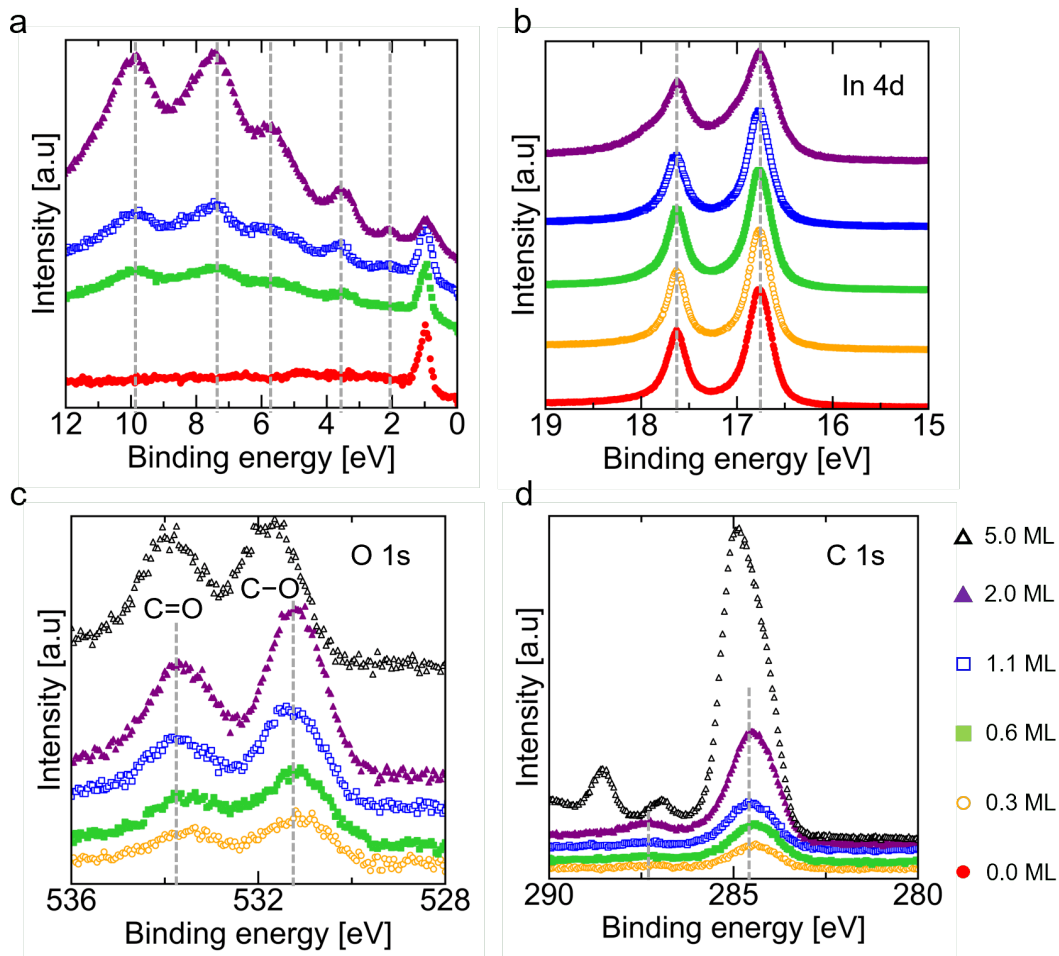 a
Intensity [a.u]
12 10 8 6 4 2 0
Binding energy [eV]
b
In 4d
Intensity [a.u]
19 18 17 16 15
Binding energy [eV]
c
O 1s
C=O
C−O
Intensity [a.u]
536 532 528
Binding energy [eV]
d
C 1s
Intensity [a.u]
290 285 280
Binding energy [eV]
5.0 ML
2.0 ML
1.1 ML
0.6 ML
0.3 ML
0.0 ML